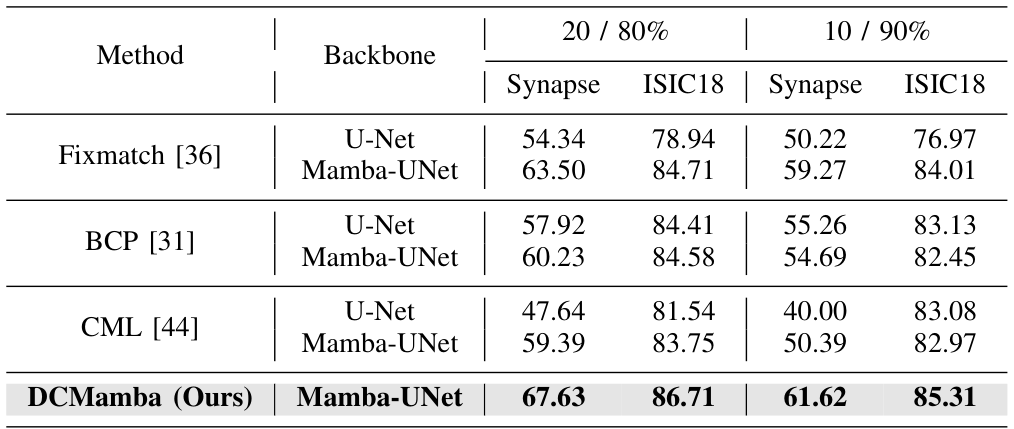 Method Backbone 20 / 80% 10 / 90%
Synapse ISIC18 Synapse ISIC18
Fixmatch [36] U-Net 54.34 78.94 50.22 76.97
Mamba-UNet 63.50 84.71 59.27 84.01
BCP [31] U-Net 57.92 84.41 55.26 83.13
Mamba-UNet 60.23 84.58 54.69 82.45
CML [44] U-Net 47.64 81.54 40.00 83.08
Mamba-UNet 59.39 83.75 50.39 82.97
DCMamba (Ours) Mamba-UNet 67.63 86.71 61.62 85.31